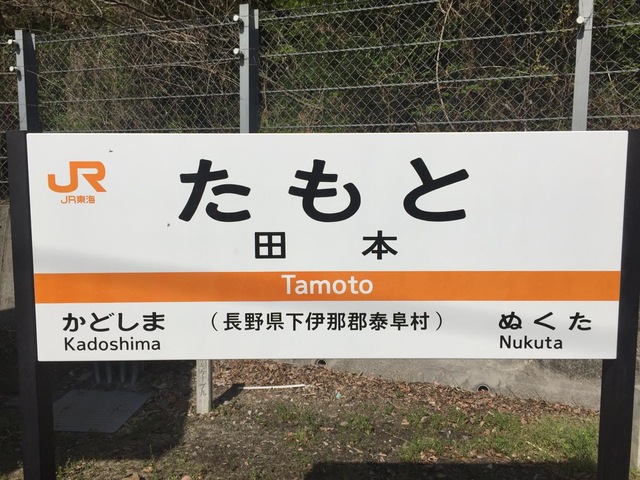 JR
JR東海
たもと
田本
Tamoto
かどしま
Kadoshima
(長野県下伊那郡泰阜村)
ぬくた
Nukuta